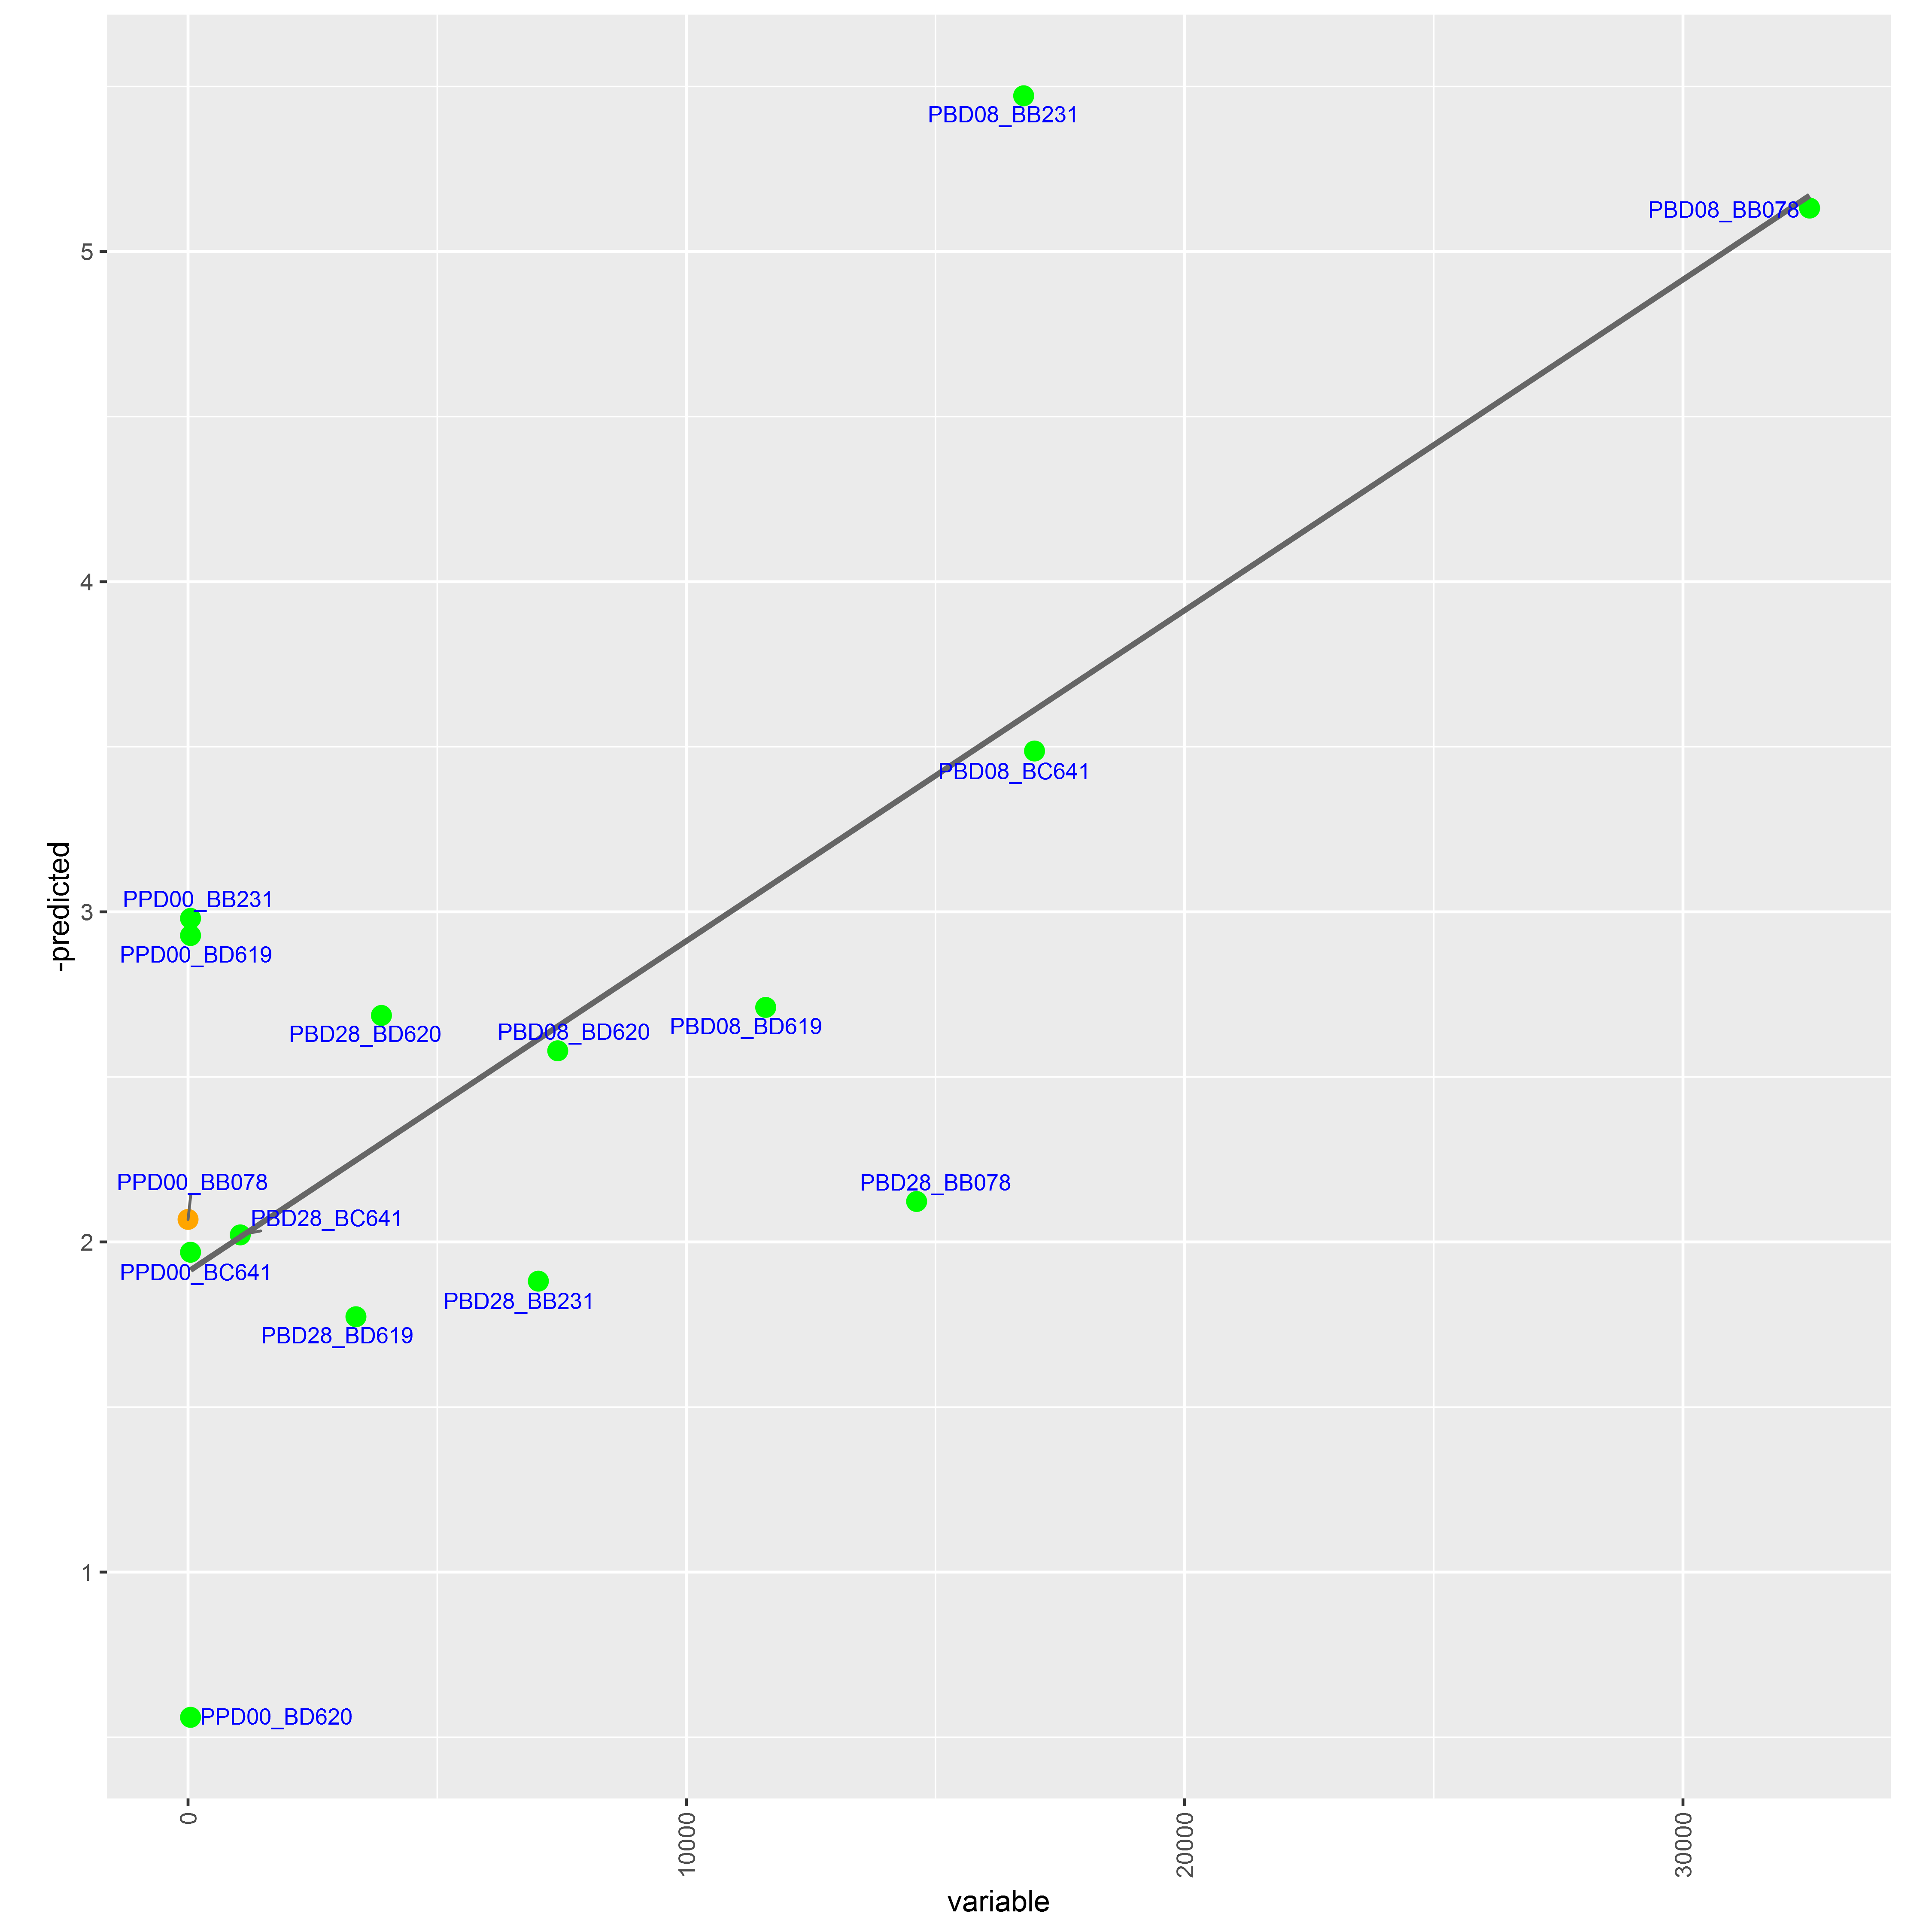 PBD08_BB231
PBD08_BB078
5
4
PBD08_BC641
-predicted
PPD00_BB231
3
PPD00_BD619
PBD28_BD620
PBD08_BD620
PBD08_BD619
PPD00_BB078
PBD28_BB078
PBD28_BC641
2
PPD00_BC641
PBD28_BB231
PBD28_BD619
1
PPD00_BD620
0
10000
20000
30000
variable